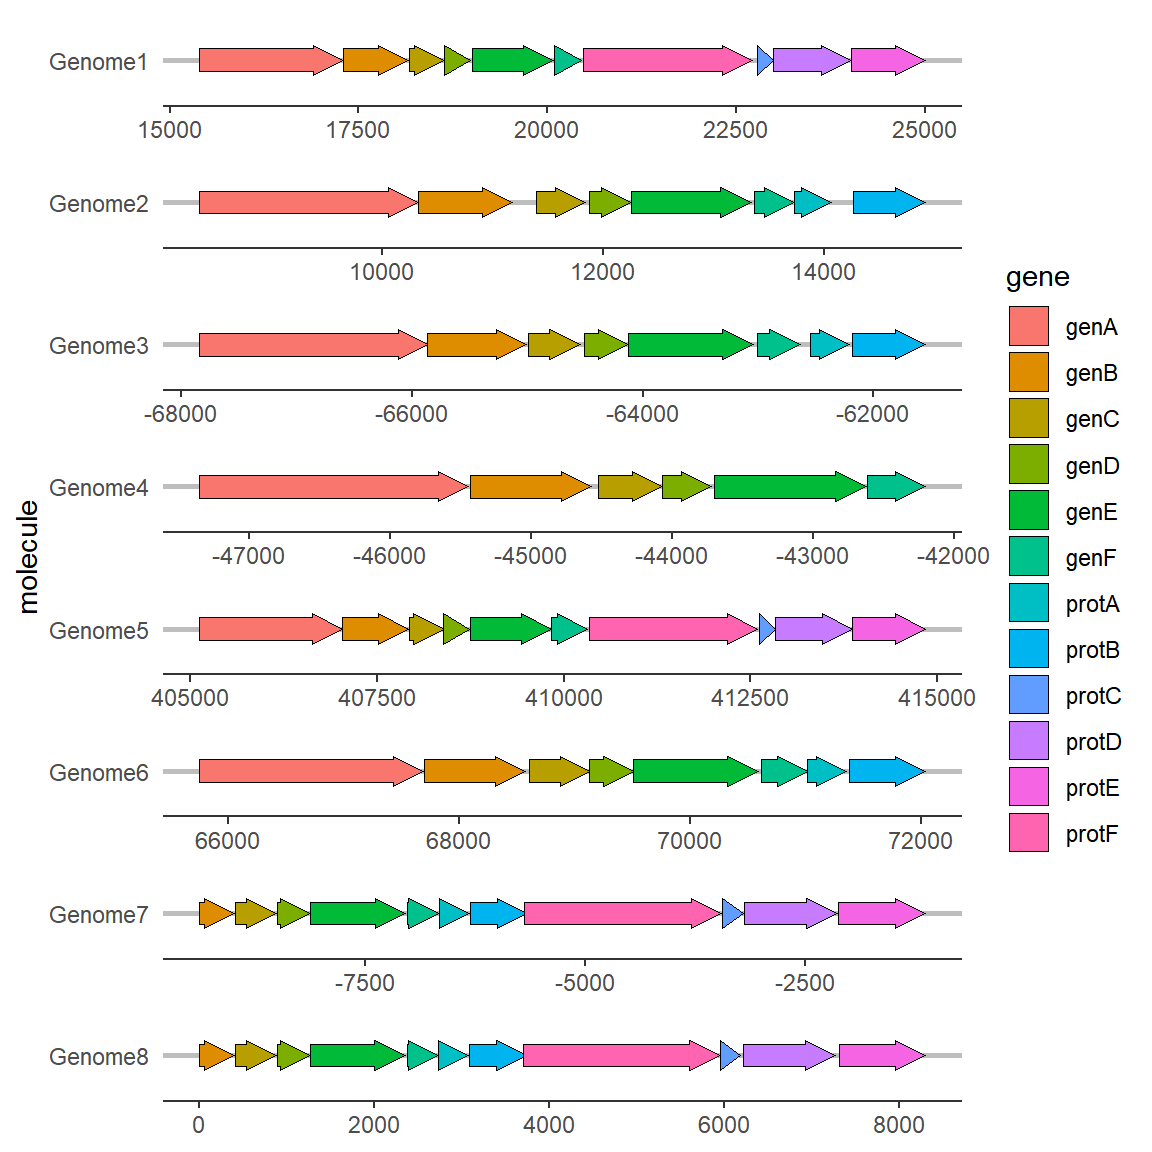 Genome1
15000 17500 20000 22500 25000
Genome2
10000 12000 14000
Genome3
-68000 -66000 -64000 -62000
Genome4
-47000 -46000 -45000 -44000 -43000 -42000
Genome5
405000 407500 410000 412500 415000
Genome6
66000 68000 70000 72000
Genome7
-7500 -5000 -2500
Genome8
0 2000 4000 6000 8000
molecule
gene
genA
genB
genC
genD
genE
genF
protA
protB
protC
protD
protE
protF